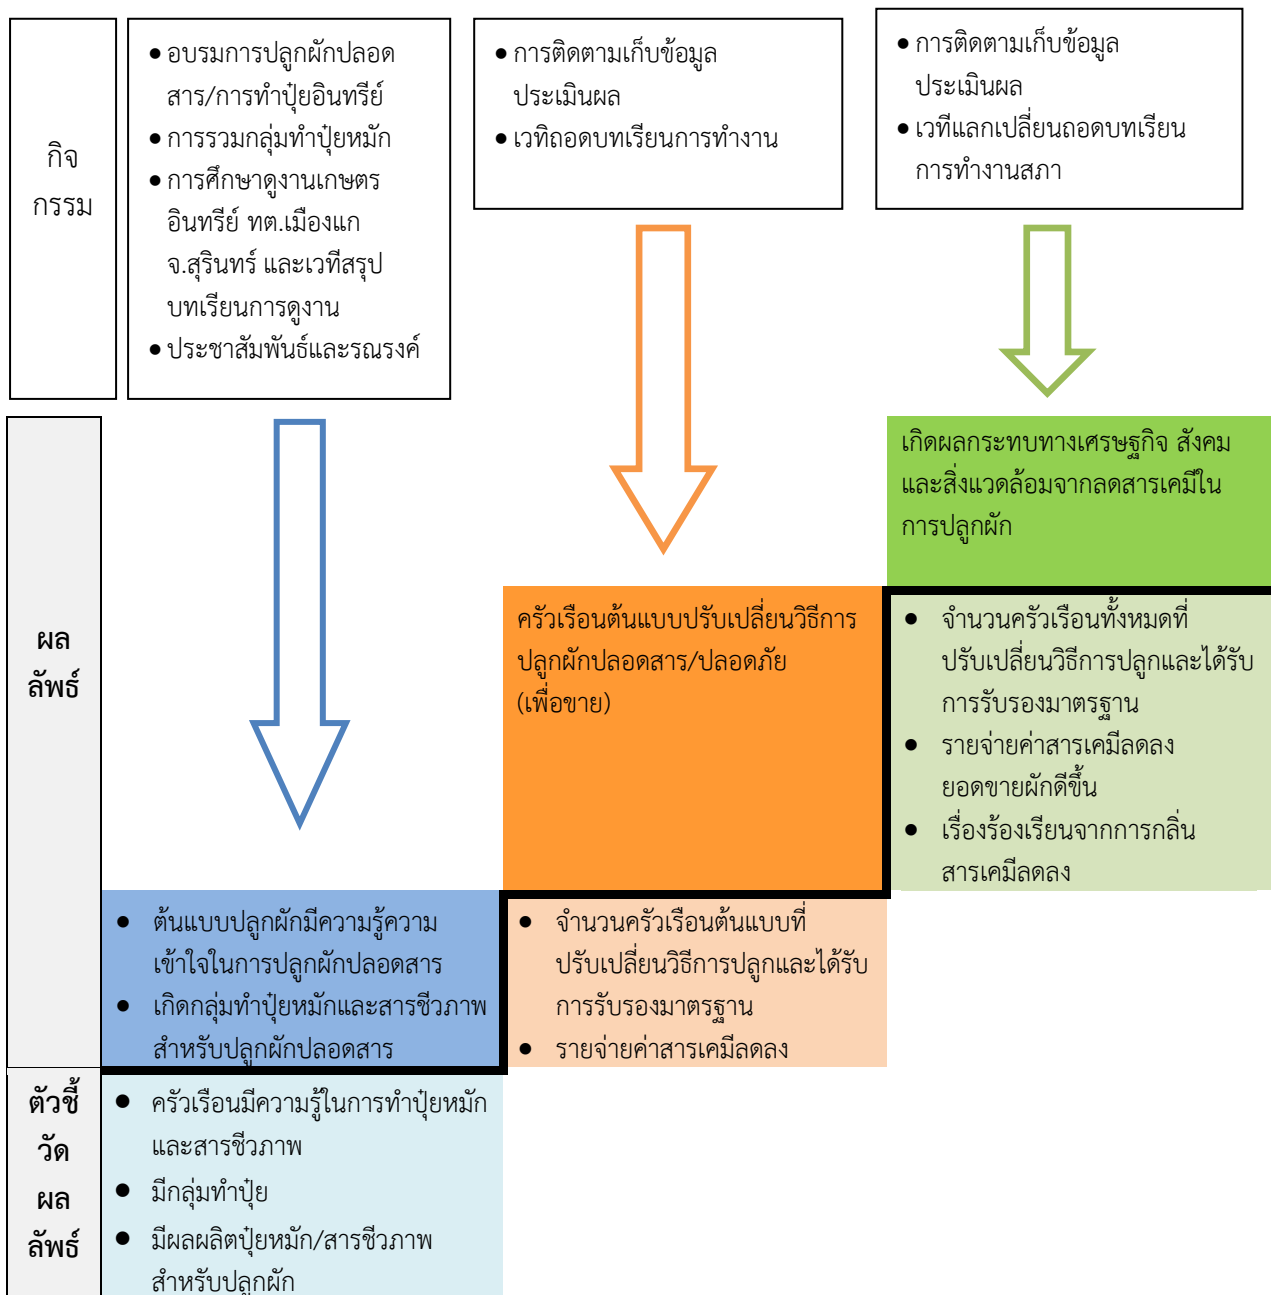 กิจ
กรรม
• อบรมการปลูกผักปลอด
สาร/การทำปุ๋ยอินทรีย์
• การรวมกลุ่มทำปุ๋ยหมัก
• การศึกษาดูงานเกษตร
อินทรีย์ ทต.เมืองแก
จ.สุรินทร์ และเวทีสรุป
บทเรียนการดูงาน
• ประชาสัมพันธ์และรณรงค์
• การติดตามเก็บข้อมูล
ประเมินผล
• เวทิถอดบทเรียนการทำงาน
• การติดตามเก็บข้อมูล
ประเมินผล
• เวทีแลกเปลี่ยนถอดบทเรียน
การทำงานสภา
ผล
ลัพธ์
เกิดผลกระทบทางเศรษฐกิจ สังคม
และสิ่งแวดล้อมจากลดสารเคมีใน
การปลูกผัก
ครัวเรือนต้นแบบปรับเปลี่ยนวิธีการ
ปลูกผักปลอดสาร/ปลอดภัย
(เพื่อขาย)
• จำนวนครัวเรือนทั้งหมดที่
ปรับเปลี่ยนวิธีการปลูกและได้รับ
การรับรองมาตรฐาน
• รายจ่ายค่าสารเคมีลดลง
ยอดขายผักดีขึ้น
• เรื่องร้องเรียนจากการกลิ่น
สารเคมีลดลง
• ต้นแบบปลูกผักมีความรู้ความ
เข้าใจในการปลูกผักปลอดสาร
• เกิดกลุ่มทำปุ๋ยหมักและสารชีวภาพ
สำหรับปลูกผักปลอดสาร
• จำนวนครัวเรือนต้นแบบที่
ปรับเปลี่ยนวิธีการปลูกและได้รับ
การรับรองมาตรฐาน
• รายจ่ายค่าสารเคมีลดลง
ตัวชี้
วัด
ผล
ลัพธ์
• ครัวเรือนมีความรู้ในการทำปุ๋ยหมัก
และสารชีวภาพ
• มีกลุ่มทำปุ๋ย
• มีผลผลิตปุ๋ยหมัก/สารชีวภาพ
สำหรับปลูกผัก